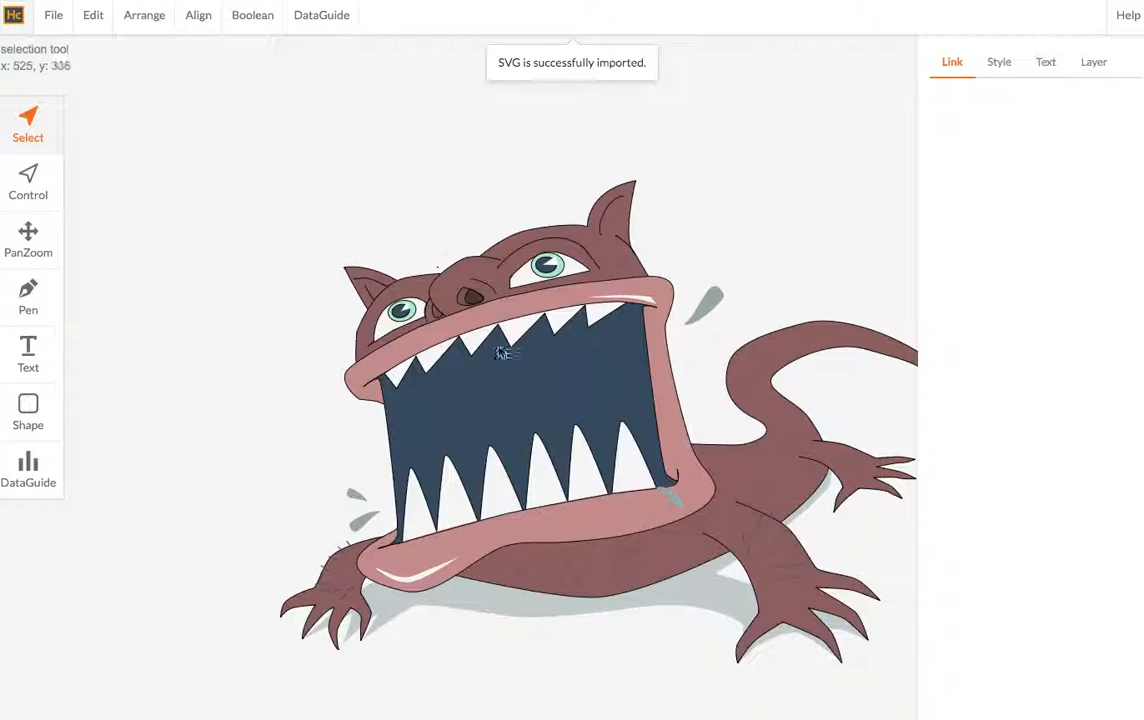 Hc File Edit Arrange Align Boolean DataGuide Help
selection tool
x: 525, y: 336
SVG is successfully imported.
Link Style Text Layer
Select
Control
PanZoom
Pen
Text
Shape
DataGuide